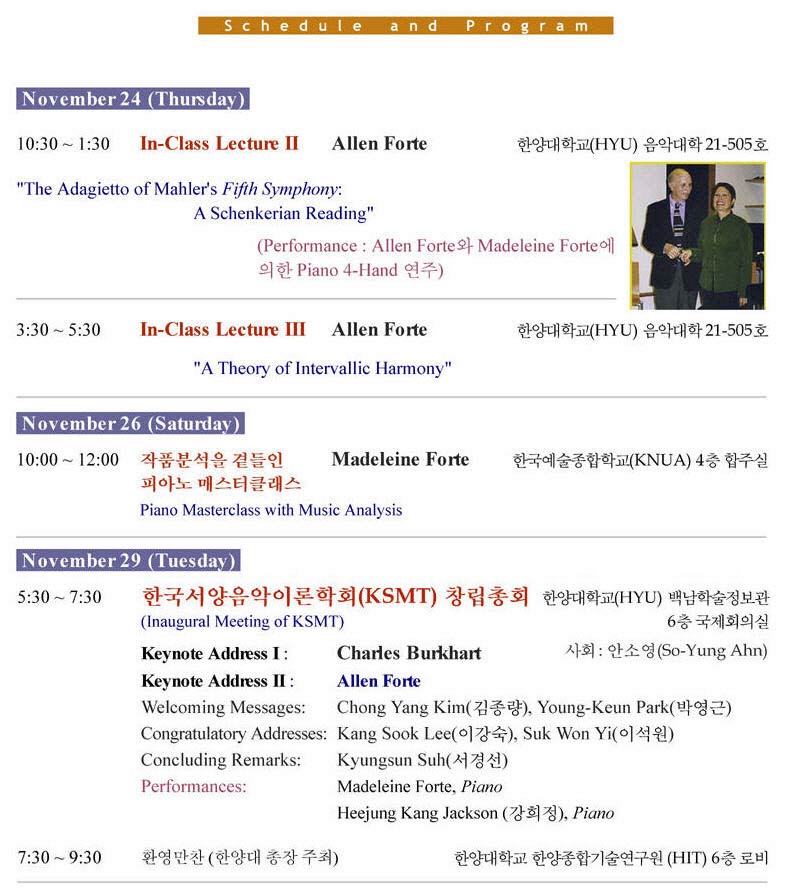 Schedule and Program
November 24 (Thursday)
10:30 ~ 1:30 In-Class Lecture II Allen Forte 한양대학교(HYU) 음악대학 21-505호
"The Adagietto of Mahler's Fifth Symphony:
A Schenkerian Reading"
(Performance : Allen Forte와 Madeleine Forte에
의한 Piano 4-Hand 연주)
3:30 ~ 5:30 In-Class Lecture III Allen Forte 한양대학교(HYU) 음악대학 21-505호
"A Theory of Intervallic Harmony"
November 26 (Saturday)
10:00 ~ 12:00 작품분석을 곁들인 Madeleine Forte 한국예술종합학교(KNUA) 4층 합주실
피아노 매스터클래스
Piano Masterclass with Music Analysis
November 29 (Tuesday)
5:30 ~ 7:30 한국서양음악이론학회(KSMT) 창립총회 한양대학교(HYU) 백남학술정보관
(Inaugural Meeting of KSMT) 6층 국제회의실
Keynote Address I : Charles Burkhart 사회 : 안소영(So-Yung Ahn)
Keynote Address II : Allen Forte
Welcoming Messages: Chong Yang Kim(김종량), Young-Keun Park(박영근)
Congratulatory Addresses: Kang Sook Lee(이강숙), Suk Won Yi(이석원)
Concluding Remarks: Kyungsun Suh(서경선)
Performances: Madeleine Forte, Piano
Heejung Kang Jackson (강희정), Piano
7:30 ~ 9:30 환영만찬 (한양대 총장 주최) 한양대학교 한양종합기술연구원 (HIT) 6층 로비